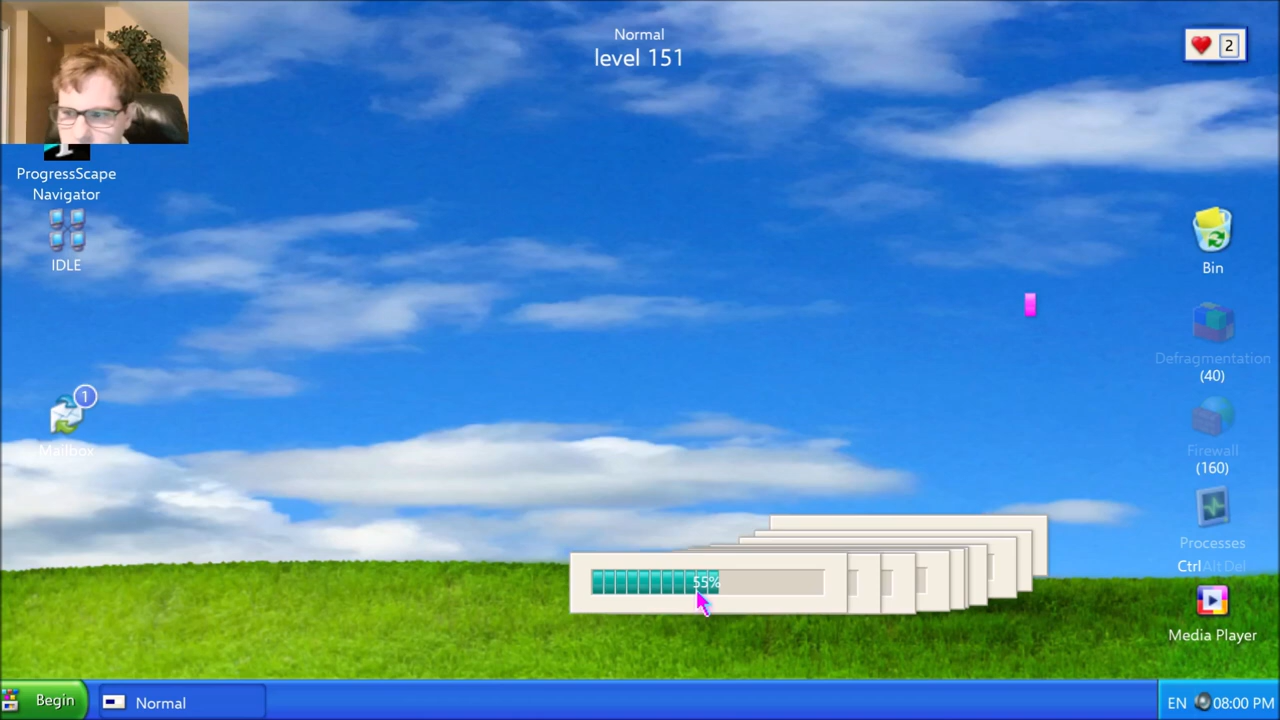 Normal
level 151
2
ProgressScape
Navigator
IDLE
1
Mailbox
Bin
Defragmentation
(40)
Firewall
(160)
Processes
Ctrl Alt Del
Media Player
55%
Begin
Normal
EN
08:00 PM